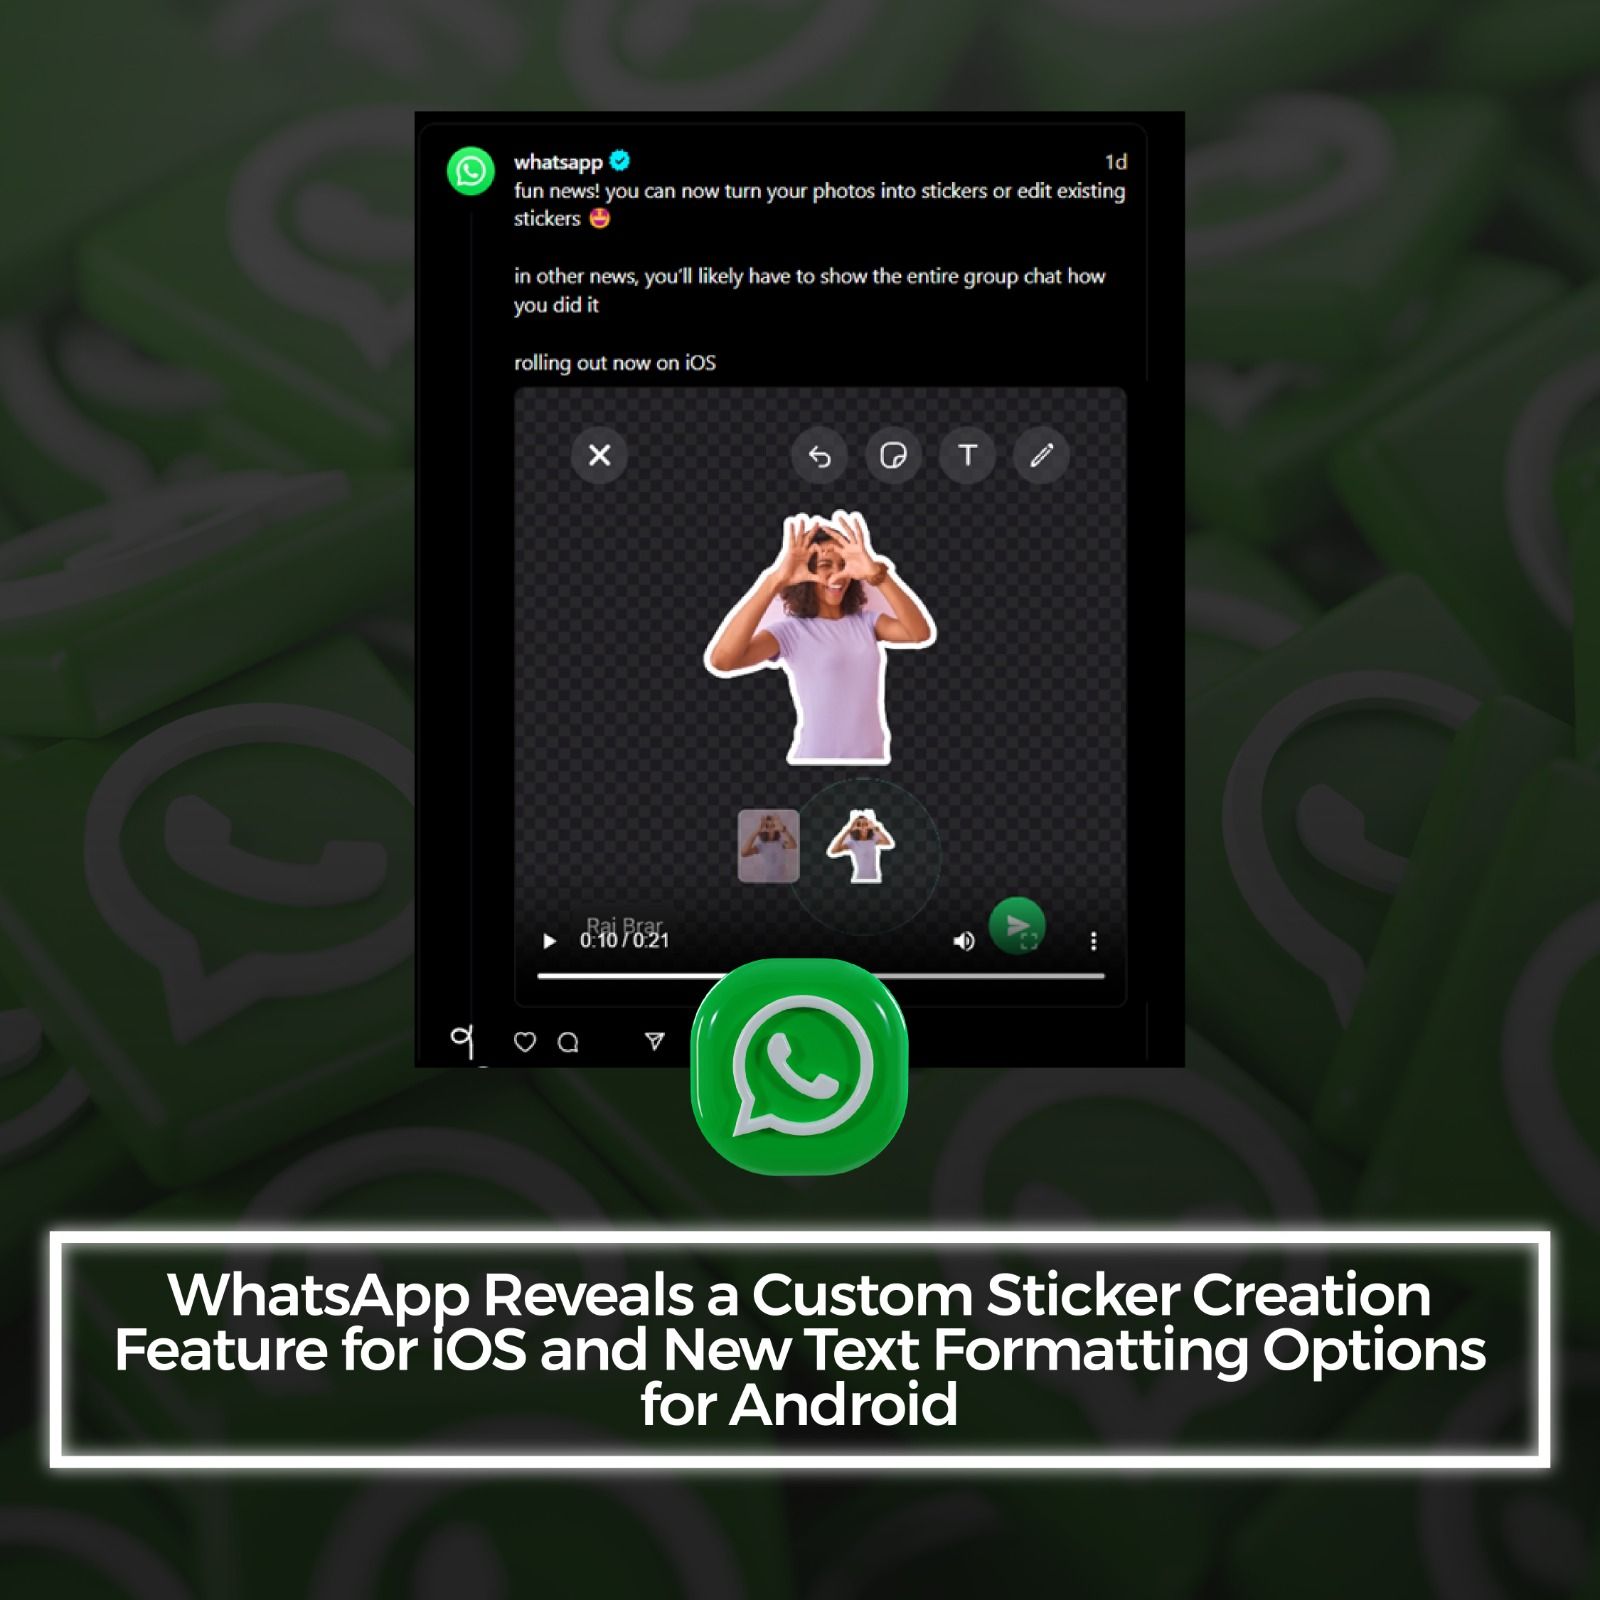 whatsapp
1d
fun news! you can now turn your photos into stickers or edit existing
stickers 🤩
in other news, you'll likely have to show the entire group chat how
you did it
rolling out now on iOS
T
Raj Brar
0:10 / 0:21
WhatsApp Reveals a Custom Sticker Creation
Feature for iOS and New Text Formatting Options
for Android